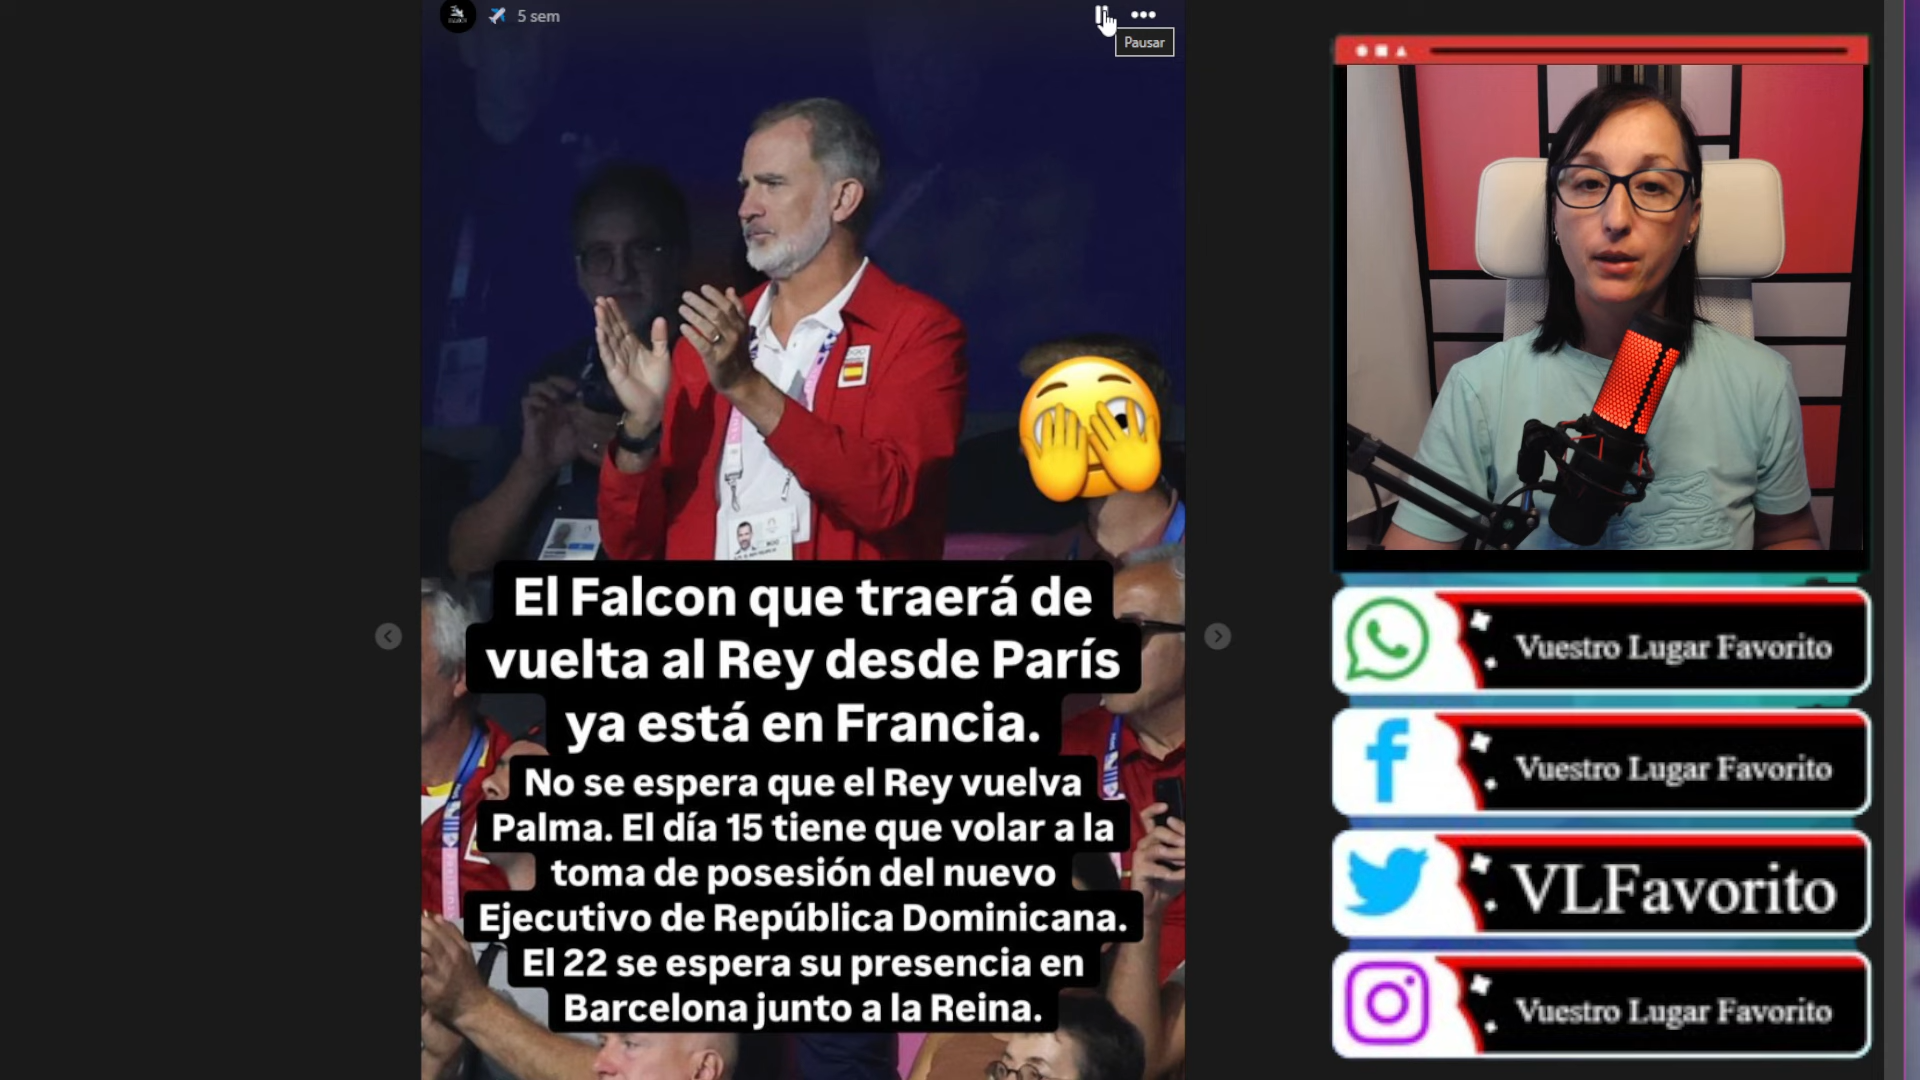 5 sem
Pausar
El Falcon que traerá de
vuelta al Rey desde París
ya está en Francia.
No se espera que el Rey vuelva
Palma. El día 15 tiene que volar a la
toma de posesión del nuevo
Ejecutivo de República Dominicana.
El 22 se espera su presencia en
Barcelona junto a la Reina.
Vuestro Lugar Favorito
Vuestro Lugar Favorito
VLFavorito
Vuestro Lugar Favorito